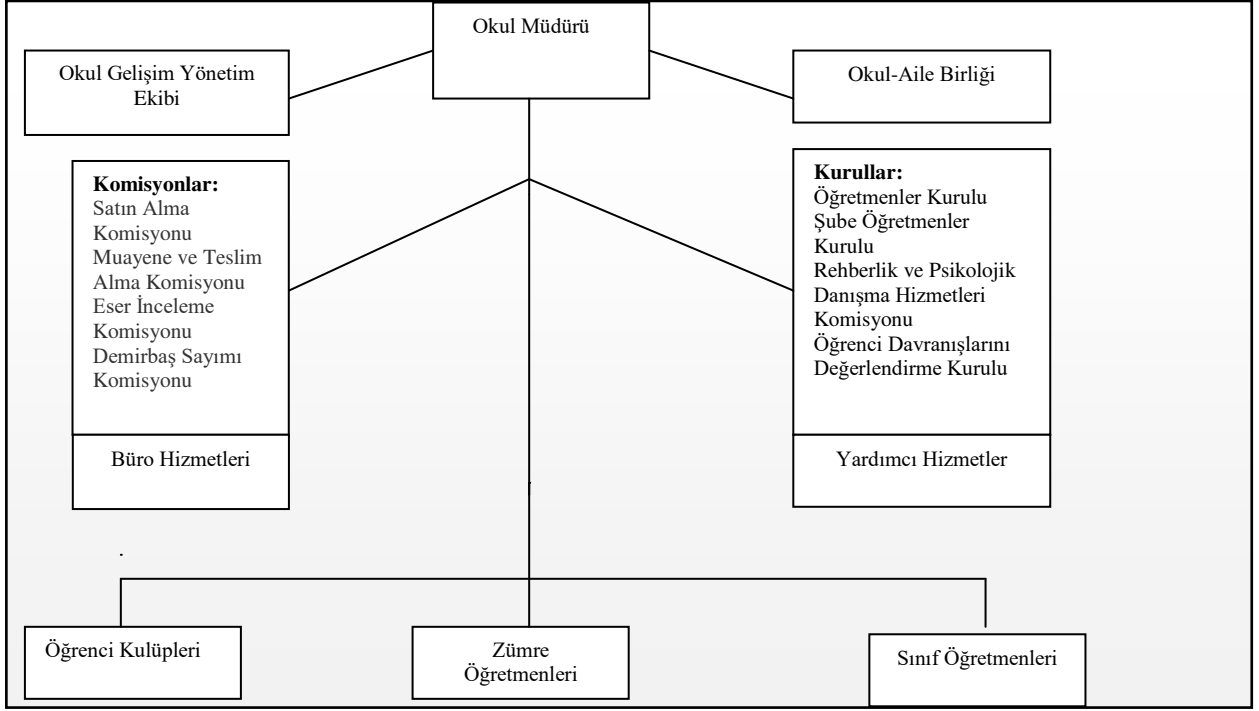 Okul Müdürü
Okul Gelişim Yönetim
Ekibi
Okul-Aile Birliği
Komisyonlar:
Satın Alma
Komisyonu
Muayene ve Teslim
Alma Komisyonu
Eser İnceleme
Komisyonu
Demirbaş Sayımı
Komisyonu
Kurullar:
Öğretmenler Kurulu
Şube Öğretmenler
Kurulu
Rehberlik ve Psikolojik
Danışma Hizmetleri
Komisyonu
Öğrenci Davranışlarını
Değerlendirme Kurulu
Büro Hizmetleri
Yardımcı Hizmetler
Öğrenci Kulüpleri
Zümre
Öğretmenleri
Sınıf Öğretmenleri